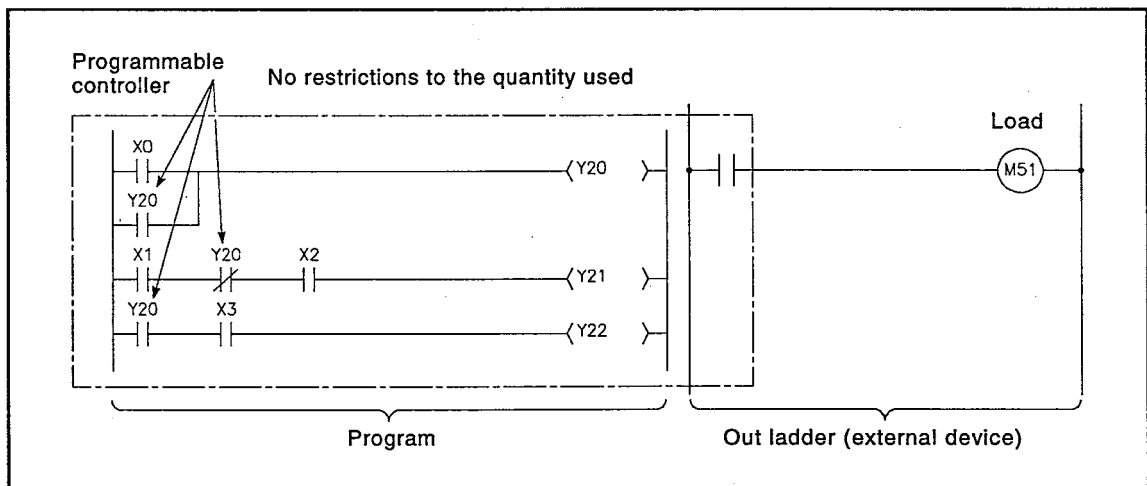 Programmable
controller
No restrictions to the quantity used
Load
X0
Y20
M51
Y20
X1
Y20
X2
Y21
Y20
X3
Y22
Program
Out ladder (external device)